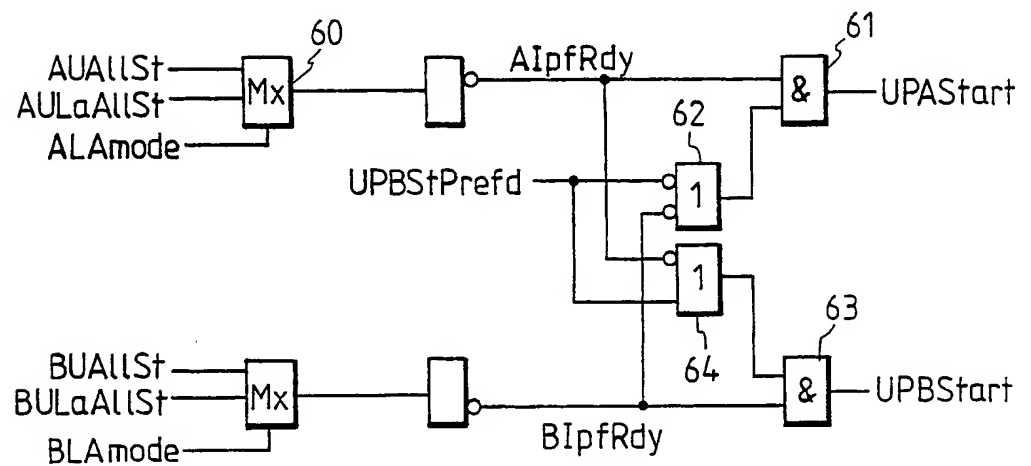 60
61
AUAllSt
AULaAllSt
ALAmode
Mx
AIpfRdy
&
UPAStart
62
UPBStPrefd
1
1
64
63
BUAllSt
BULaAllSt
BLAmode
Mx
BIpfRdy
&
UPBStart